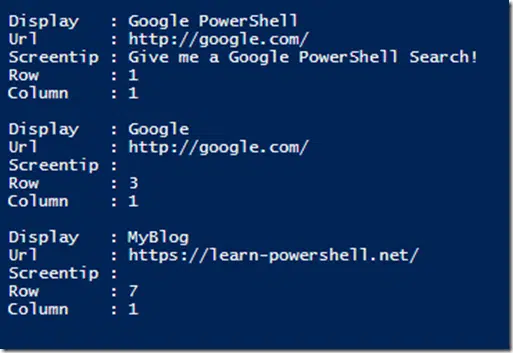 Display   : Google PowerShell
Url       : http://google.com/
Screentip : Give me a Google PowerShell Search!
Row       : 1
Column    : 1
Display   : Google
Url       : http://google.com/
Screentip :
Row       : 3
Column    : 1
Display   : MyBlog
Url       : https://learn-powershell.net/
Screentip :
Row       : 7
Column    : 1